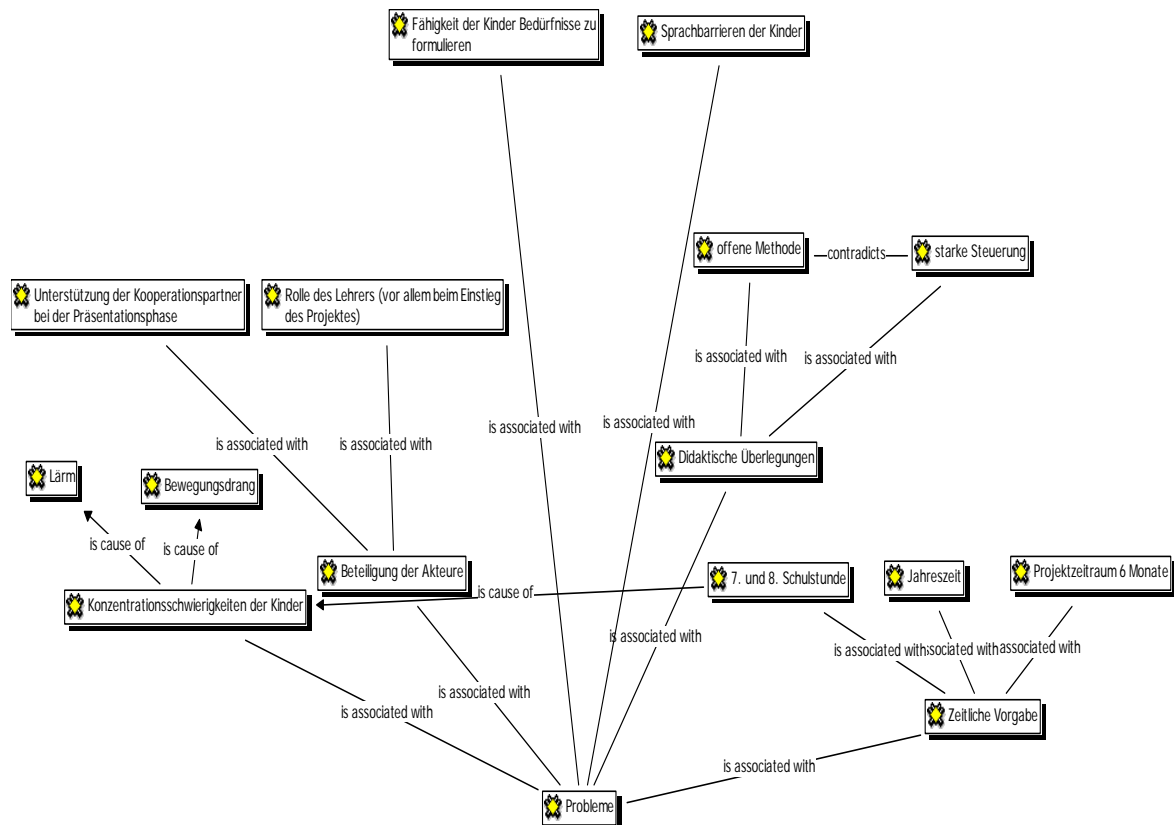 Fähigkeit der Kinder Bedürfnisse zu
formulieren
Sprachbarrieren der Kinder
offene Methode
contradicts
starke Steuerung
Unterstützung der Kooperationspartner
bei der Präsentationsphase
Rolle des Lehrers (vor allem beim Einstieg
des Projektes)
is associated with
is associated with
is associated with
is associated with
is associated with
is associated with
Didaktische Überlegungen
Lärm
Bewegungsdrang
is cause of
is cause of
Beteiligung der Akteure
7. und 8. Schulstunde
Jahreszeit
Projektzeitraum 6 Monate
is cause of
Konzentrationsschwierigkeiten der Kinder
is associated with
is associated with
associated with
associated with
is associated with
is associated with
Zeitliche Vorgabe
is associated with
Probleme